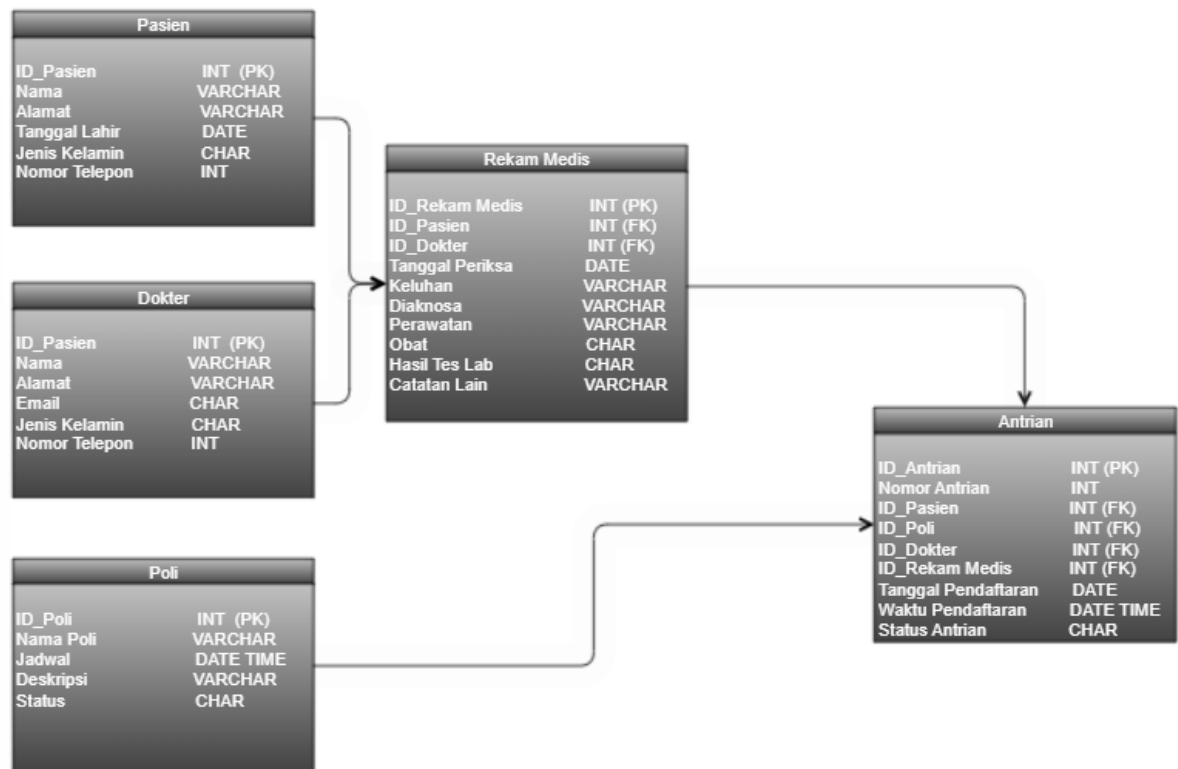 Pasien
ID_Pasien INT (PK)
Nama VARCHAR
Alamat VARCHAR
Tanggal Lahir DATE
Jenis Kelamin CHAR
Nomor Telepon INT
Dokter
ID_Pasien INT (PK)
Nama VARCHAR
Alamat VARCHAR
Email CHAR
Jenis Kelamin CHAR
Nomor Telepon INT
Poli
ID_Poli INT (PK)
Nama Poli VARCHAR
Jadwal DATE TIME
Deskripsi VARCHAR
Status CHAR
Rekam Medis
ID_Rekam Medis INT (PK)
ID_Pasien INT (FK)
ID_Dokter INT (FK)
Tanggal Periksa DATE
Keluhan VARCHAR
Diaknosa VARCHAR
Perawatan VARCHAR
Obat CHAR
Hasil Tes Lab CHAR
Catatan Lain VARCHAR
Antrian
ID_Antrian INT (PK)
Nomor Antrian INT
ID_Pasien INT (FK)
ID_Poli INT (FK)
ID_Dokter INT (FK)
ID_Rekam Medis INT (FK)
Tanggal Pendaftaran DATE
Waktu Pendaftaran DATE TIME
Status Antrian CHAR